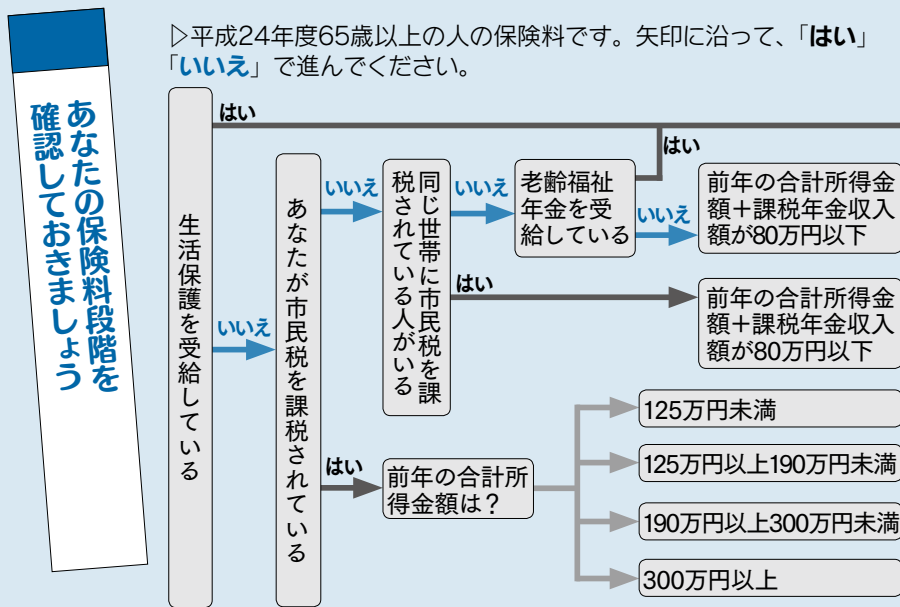 あなたの保険料段階を
確認しておきましょう
▷平成24年度65歳以上の人の保険料です。矢印に沿って、「はい」
「いいえ」で進んでください。
生活保護を受給している
はい
いいえ
あなたが市民税を課税されている
いいえ
同じ世帯に市民税を課
税されている人がいる
いいえ
老齢福祉
年金を受
給している
はい
いいえ
前年の合計所得金
額＋課税年金収入
額が80万円以下
はい
前年の合計所得金
額＋課税年金収入
額が80万円以下
はい
前年の合計所
得金額は？
125万円未満
125万円以上190万円未満
190万円以上300万円未満
300万円以上